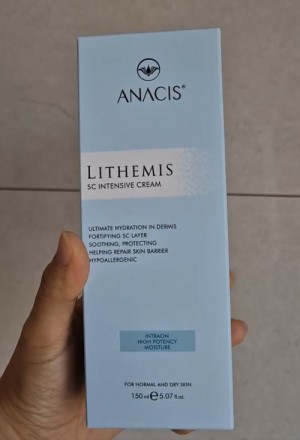 ANACIS®
LITHEMIS
SC INTENSIVE CREAM
ULTIMATE HYDRATION IN DERMIS
FORTIFYING SC LAYER
SOOTHING, PROTECTING
HELPING REPAIR SKIN BARRIER
HYPOALLERGENIC
INTRAON
HIGH POTENCY
MOISTURE
FOR NORMAL AND DRY SKIN
150 ml ℮ 5.07 fl.oz.